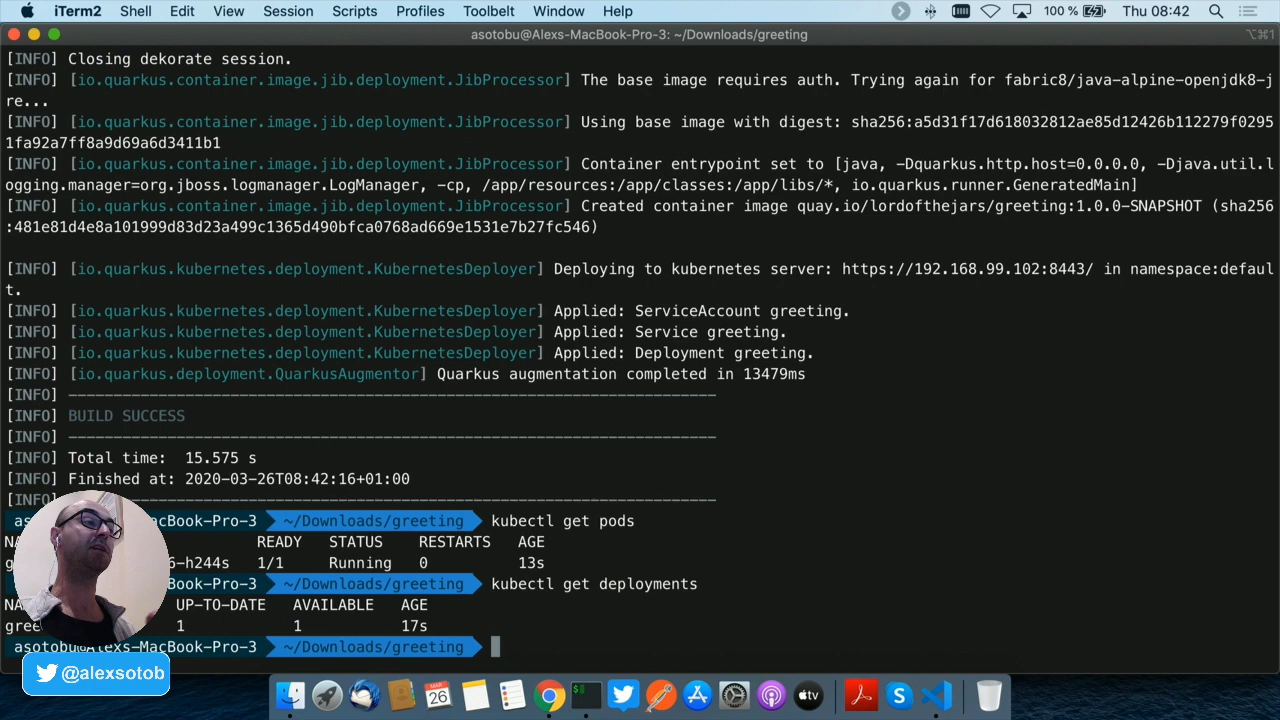 iTerm2 Shell Edit View Session Scripts Profiles Toolbelt Window Help 100 % Thu 08:42
asotobu@Alexs-MacBook-Pro-3: ~/Downloads/greeting ⌥⌘1
[INFO] Closing dekorate session.
[INFO] [io.quarkus.container.image.jib.deployment.JibProcessor] The base image requires auth. Trying again for fabric8/java-alpine-openjdk8-j
re...
[INFO] [io.quarkus.container.image.jib.deployment.JibProcessor] Using base image with digest: sha256:a5d31f17d618032812ae85d12426b112279f0295
1fa92a7ff8a9d69a6d3411b1
[INFO] [io.quarkus.container.image.jib.deployment.JibProcessor] Container entrypoint set to [java, -Dquarkus.http.host=0.0.0.0, -Djava.util.l
ogging.manager=org.jboss.logmanager.LogManager, -cp, /app/resources:/app/classes:/app/libs/*, io.quarkus.runner.GeneratedMain]
[INFO] [io.quarkus.container.image.jib.deployment.JibProcessor] Created container image quay.io/lordofthejars/greeting:1.0.0-SNAPSHOT (sha256
:481e81d4e8a101999d83d23a499c1365d490bfca0768ad669e1531e7b27fc546)
[INFO] [io.quarkus.kubernetes.deployment.KubernetesDeployer] Deploying to kubernetes server: https://192.168.99.102:8443/ in namespace:defaul
t.
[INFO] [io.quarkus.kubernetes.deployment.KubernetesDeployer] Applied: ServiceAccount greeting.
[INFO] [io.quarkus.kubernetes.deployment.KubernetesDeployer] Applied: Service greeting.
[INFO] [io.quarkus.kubernetes.deployment.KubernetesDeployer] Applied: Deployment greeting.
[INFO] [io.quarkus.deployment.QuarkusAugmentor] Quarkus augmentation completed in 13479ms
[INFO] ------------------------------------------------------------------------
[INFO] BUILD SUCCESS
[INFO] ------------------------------------------------------------------------
[INFO] Total time:  15.575 s
[INFO] Finished at: 2020-03-26T08:42:16+01:00
[INFO] ------------------------------------------------------------------------
MacBook-Pro-3 ~/Downloads/greeting kubectl get pods
READY STATUS RESTARTS AGE
6-h244s 1/1 Running 0 13s
Book-Pro-3 ~/Downloads/greeting kubectl get deployments
UP-TO-DATE AVAILABLE AGE
1 1 17s
asotobu@Alexs-MacBook-Pro-3 ~/Downloads/greeting
@alexsotob
MAR
26
tv